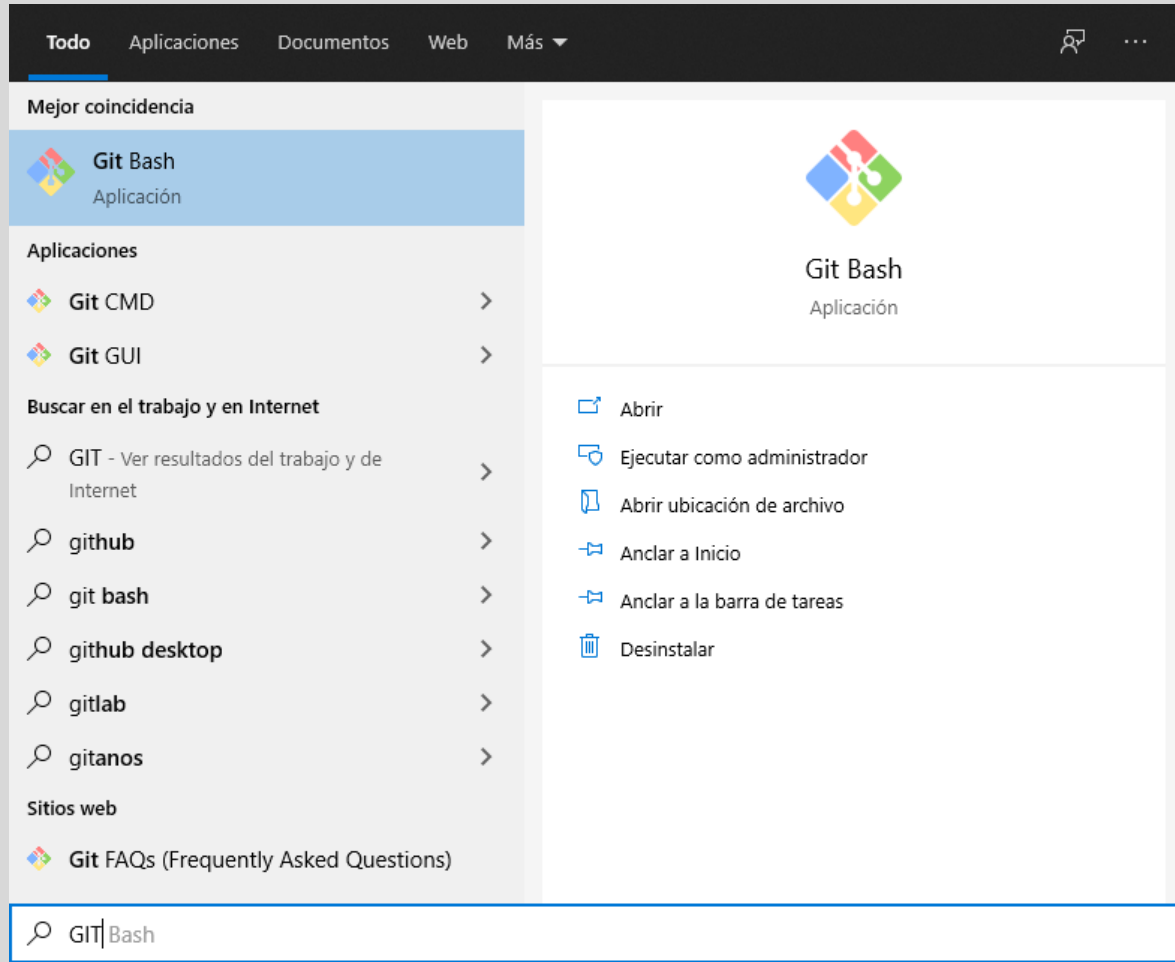 Todo Aplicaciones Documentos Web Más
Mejor coincidencia
Git Bash
Aplicación
Aplicaciones
Git CMD
Git GUI
Buscar en el trabajo y en Internet
GIT - Ver resultados del trabajo y de
Internet
github
git bash
github desktop
gitlab
gitanos
Sitios web
Git FAQs (Frequently Asked Questions)
Git Bash
Aplicación
Abrir
Ejecutar como administrador
Abrir ubicación de archivo
Anclar a Inicio
Anclar a la barra de tareas
Desinstalar
GIT Bash